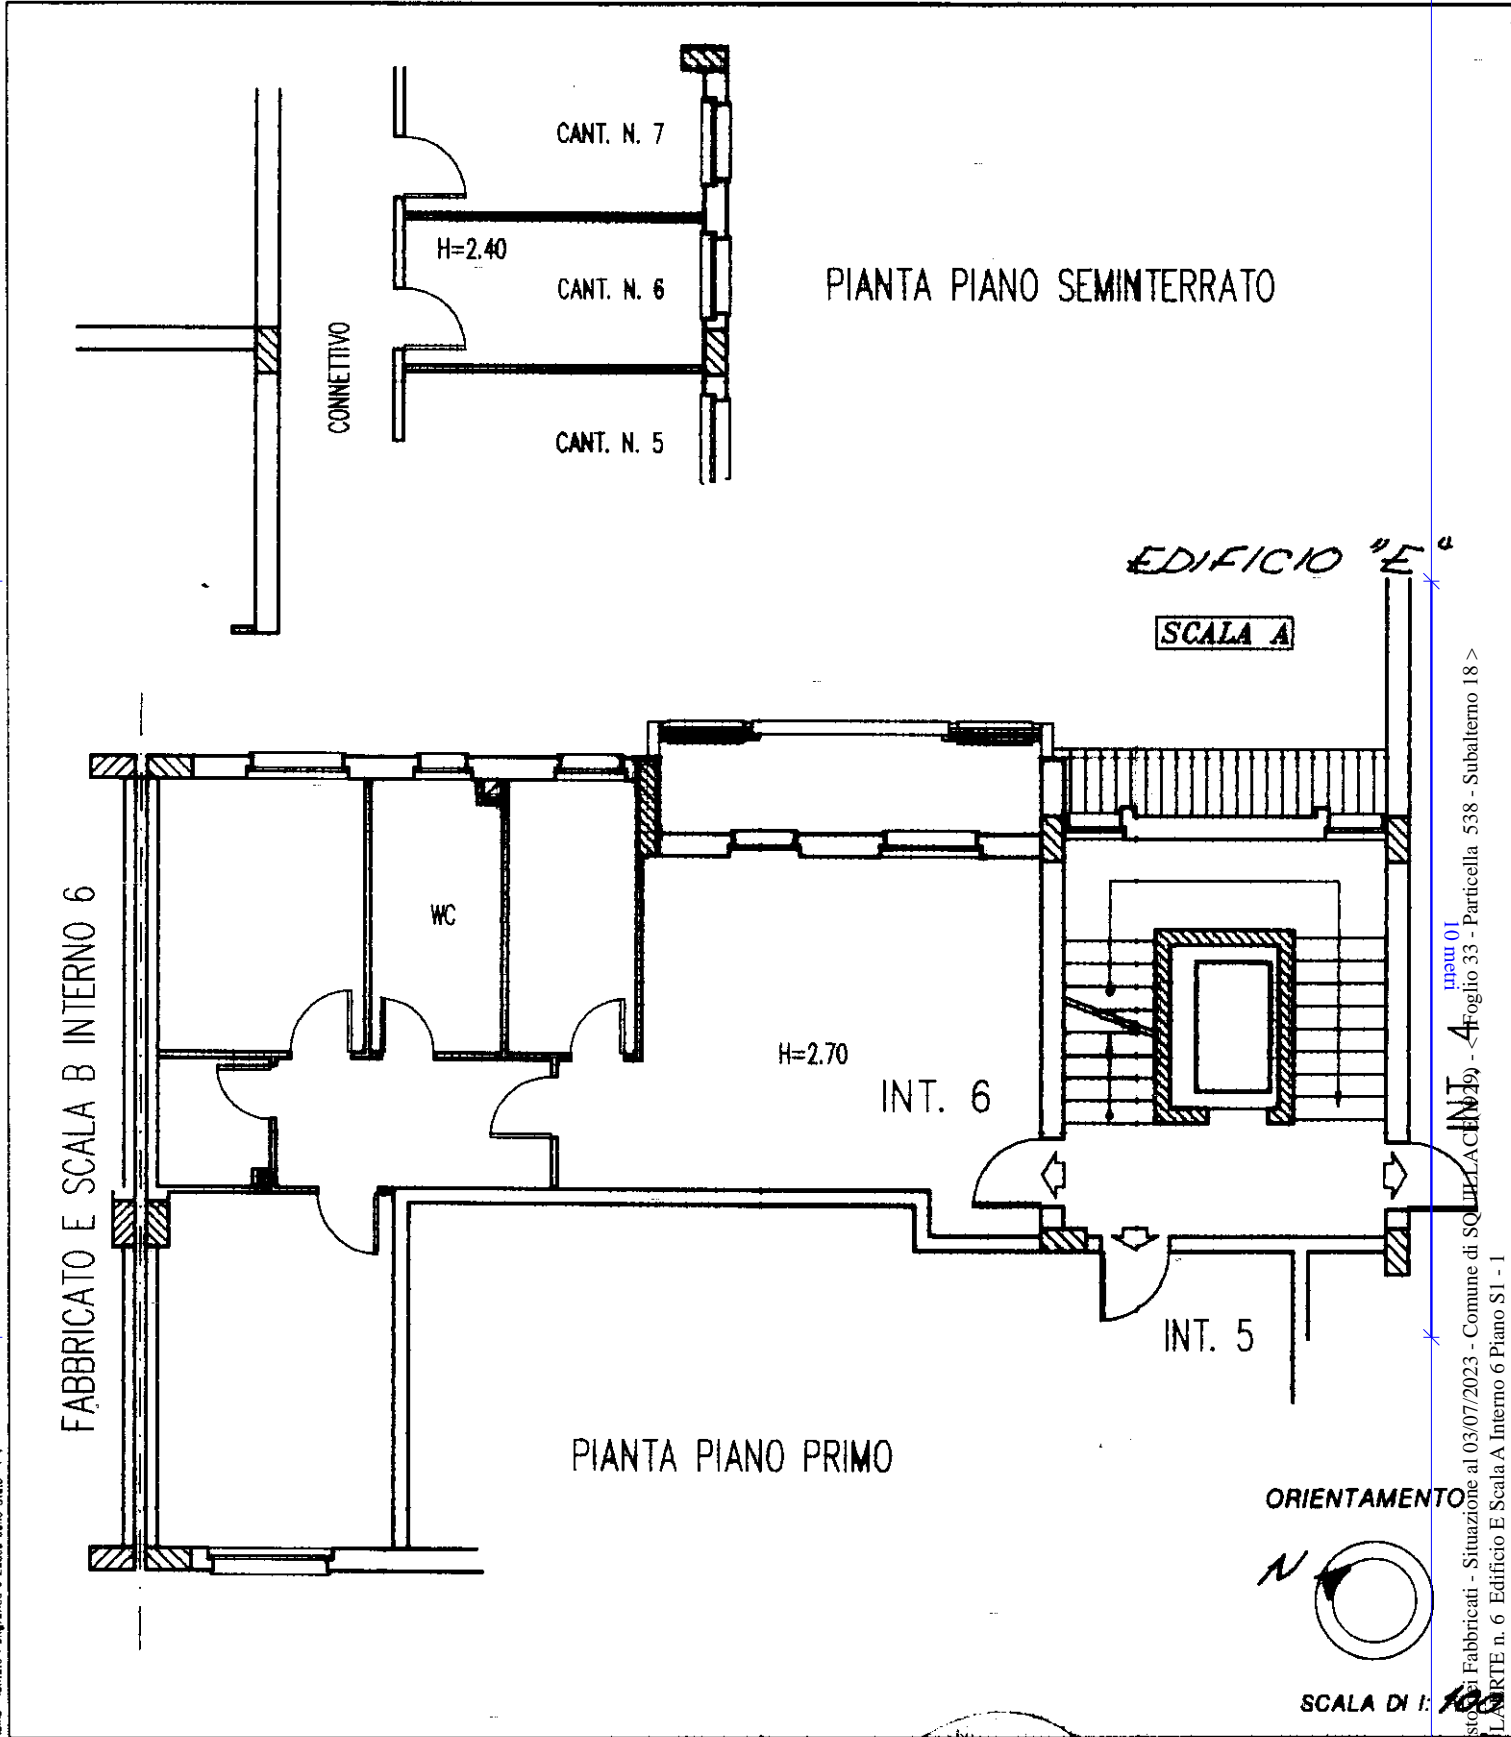 CANT. N. 7
H=2.40
CANT. N. 6
PIANTA PIANO SEMINTERRATO
CONNETTIVO
CANT. N. 5
EDIFICIO "E"
SCALA A
FABBRICATO E SCALA B INTERNO 6
WC
H=2.70
INT. 6
INT. 4
INT. 5
PIANTA PIANO PRIMO
ORIENTAMENTO
N
SCALA DI 1: 100
10 metri
Fabbricati - Situazione al 03/07/2023 - Comune di SQUILLACE(I929) - <Foglio 33 - Particella 538 - Subalterno 18 >
n. 6 Edificio E Scala A Interno 6 Piano S1 - 1